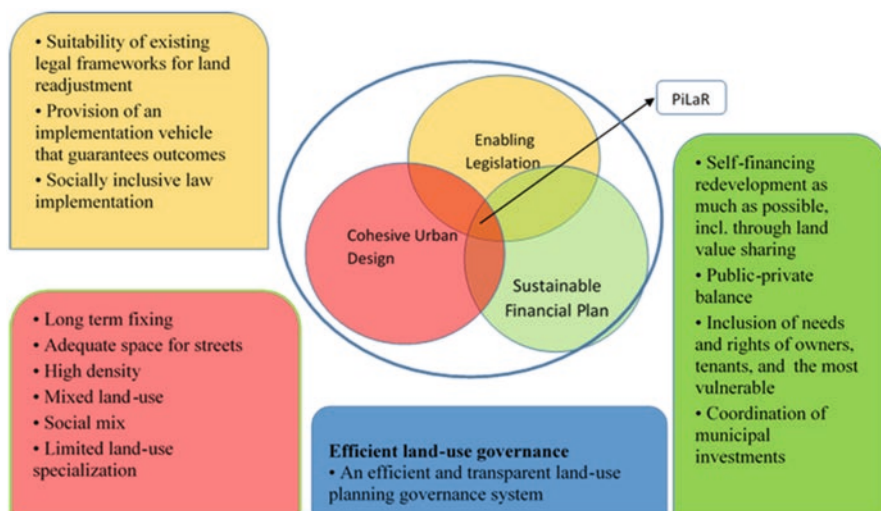 • Suitability of existing
legal frameworks for land
readjustment
• Provision of an
implementation vehicle
that guarantees outcomes
• Socially inclusive law
implementation
PiLaR
Enabling
Legislation
Cohesive Urban
Design
Sustainable
Financial Plan
• Self-financing
redevelopment as
much as possible,
incl. through land
value sharing
• Public-private
balance
• Inclusion of needs
and rights of owners,
tenants, and the most
vulnerable
• Coordination of
municipal
investments
• Long term fixing
• Adequate space for streets
• High density
• Mixed land-use
• Social mix
• Limited land-use
specialization
Efficient land-use governance
• An efficient and transparent land-use
planning governance system